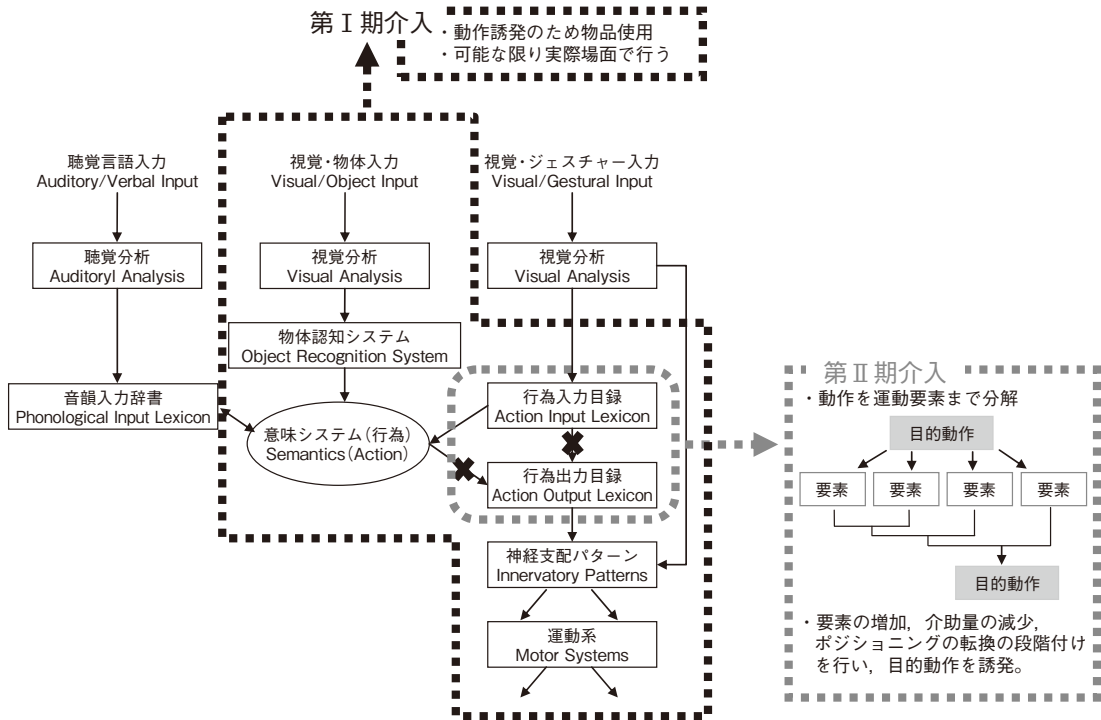 第Ⅰ期介入
・動作誘発のため物品使用
・可能な限り実際場面で行う
聴覚言語入力
Auditory/Verbal Input
視覚・物体入力
Visual/Object Input
視覚・ジェスチャー入力
Visual/Gestural Input
聴覚分析
Auditoryl Analysis
視覚分析
Visual Analysis
視覚分析
Visual Analysis
物体認知システム
Object Recognition System
音韻入力辞書
Phonological Input Lexicon
行為入力目録
Action Input Lexicon
意味システム(行為)
Semantics(Action)
行為出力目録
Action Output Lexicon
神経支配パターン
Innervatory Patterns
運動系
Motor Systems
第Ⅱ期介入
・動作を運動要素まで分解
目的動作
要素 要素 要素 要素
目的動作
・要素の増加，介助量の減少，
ポジショニングの転換の段階付け
を行い，目的動作を誘発。